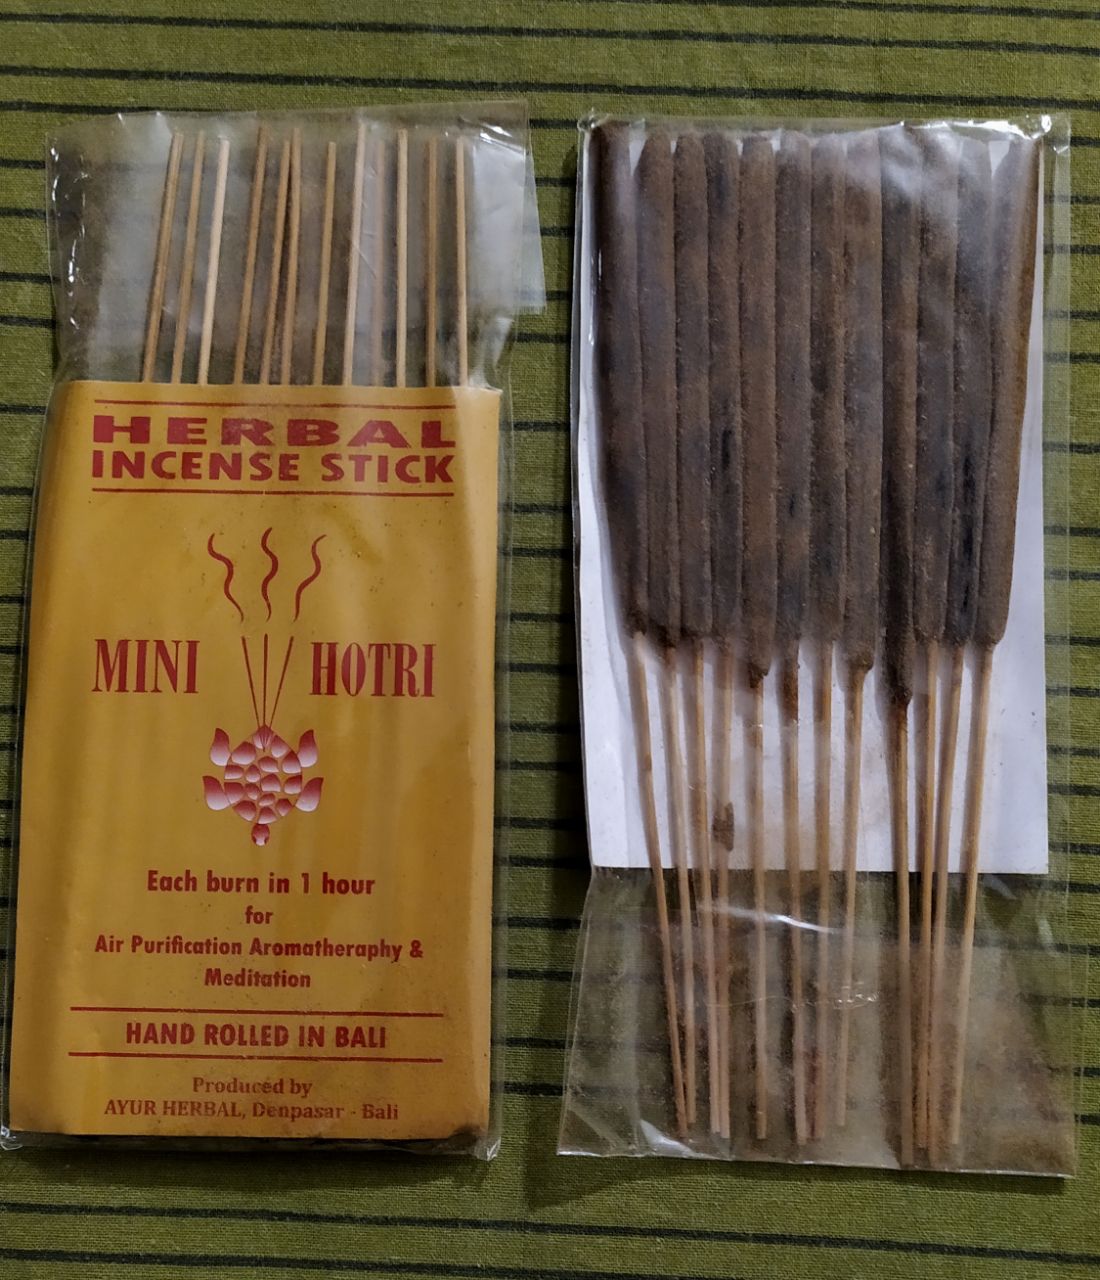 HERBAL
INCENSE STICK
MINI HOTRI
Each burn in 1 hour
for
Air Purification Aromatheraphy &
Meditation
HAND ROLLED IN BALI
Produced by
AYUR HERBAL, Denpasar - Bali